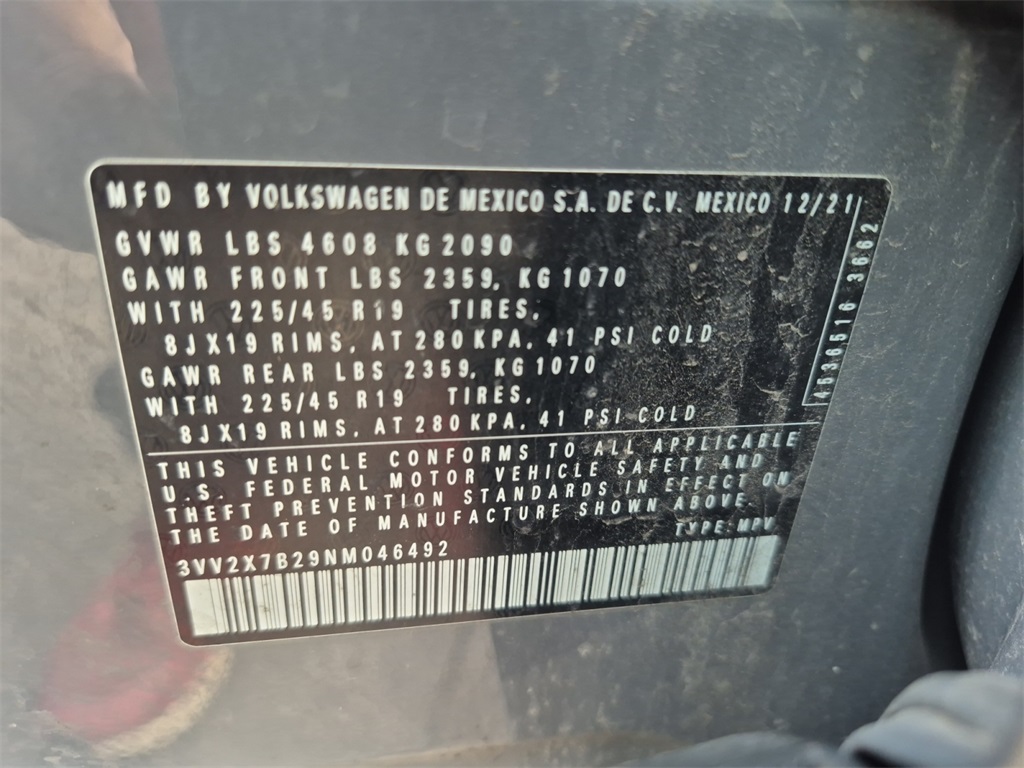 MFD BY VOLKSWAGEN DE MEXICO S.A. DE C.V. MEXICO 12/21
GVWR LBS 4608 KG 2090
GAWR FRONT LBS 2359, KG1070
WITH 225/45 R19 TIRES,
8JX19 RIMS, AT 280 KPA, 41 PSI COLD
GAWR REAR LBS 2359, KG1070
WITH 225/45 R19 TIRES,
8JX19 RIMS, AT 280 KPA, 41 PSI COLD
4536516 3662
THIS VEHICLE CONFORMS TO ALL APPLICABLE
U.S. FEDERAL MOTOR VEHICLE SAFETY AND
THEFT PREVENTION STANDARDS IN EFFECT ON
THE DATE OF MANUFACTURE SHOWN ABOVE.
TYPE: MPV
3VV2X7B29NM046492